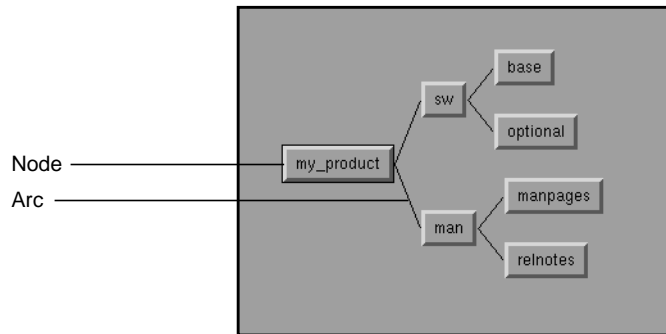 base
sw
optional
Node
my_product
Arc
manpages
man
relnotes